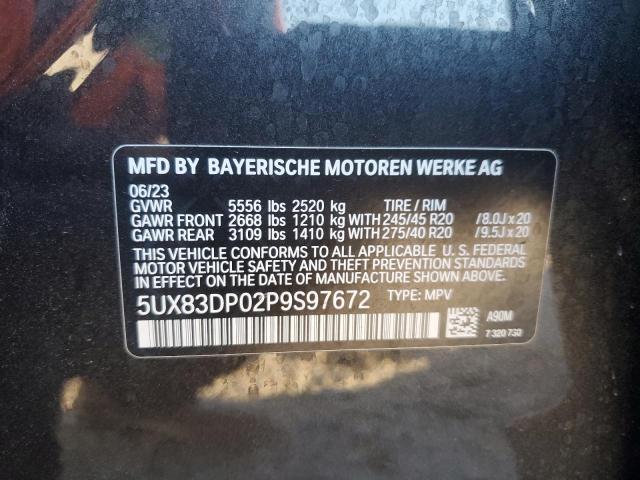 MFD BY BAYERISCHE MOTOREN WERKE AG
06/23
GVWR 5556 lbs 2520 kg TIRE / RIM
GAWR FRONT 2668 lbs 1210 kg WITH 245/45 R20 /8.0J x 20
GAWR REAR 3109 lbs 1410 kg WITH 275/40 R20 /9.5J x 20
THIS VEHICLE CONFORMS TO ALL APPLICABLE U. S. FEDERAL
MOTOR VEHICLE SAFETY AND THEFT PREVENTION STANDARDS
IN EFFECT ON THE DATE OF MANUFACTURE SHOWN ABOVE.
5UX83DP02P9S97672 TYPE: MPV
A90M
7 320 730